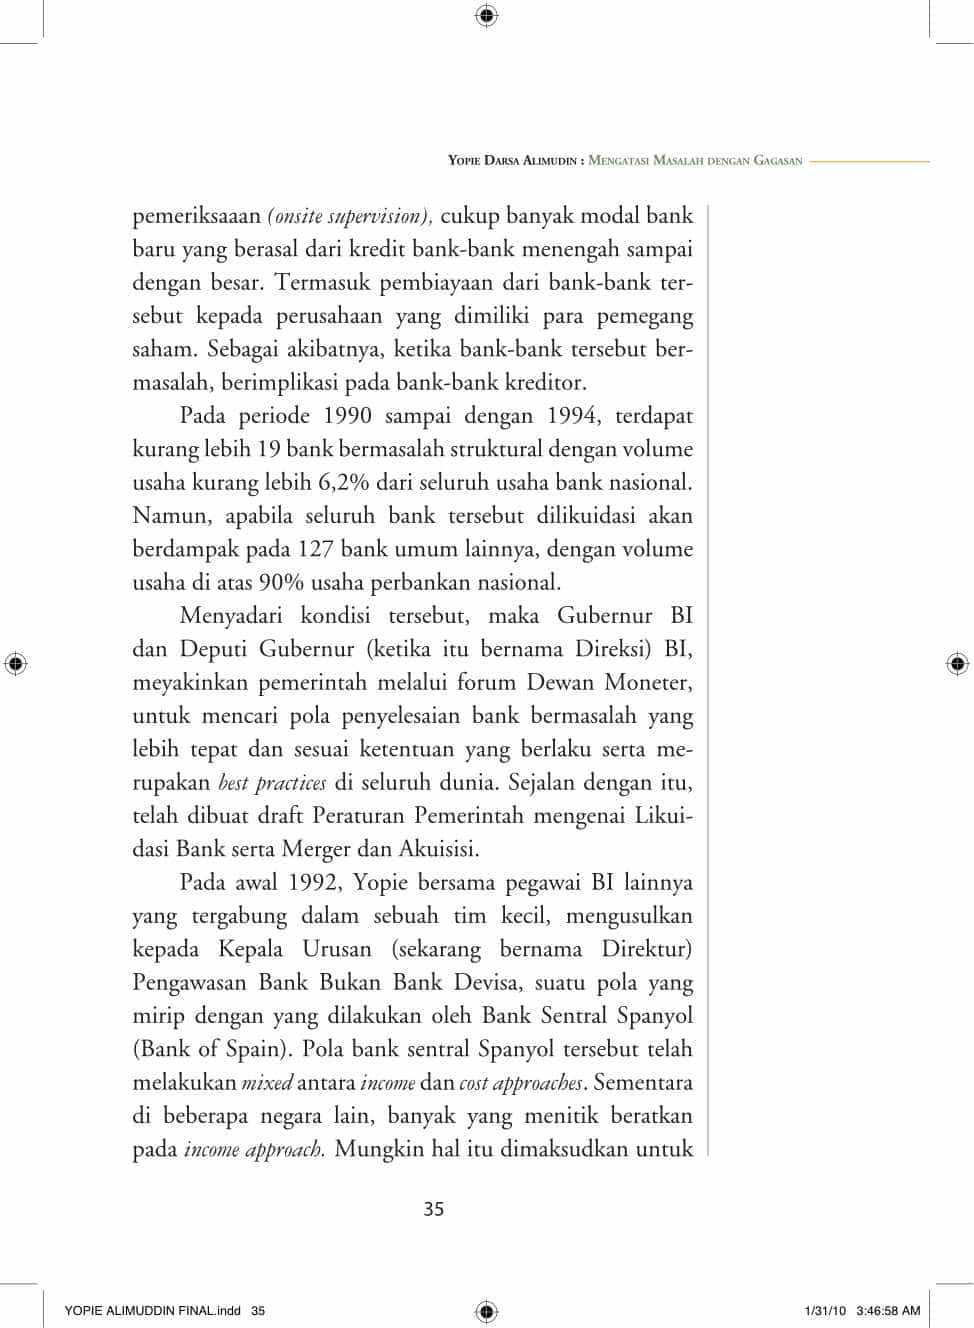 Yopie Darsa Alimudin : Mengatasi Masalah dengan Gagasan
pemeriksaaan (onsite supervision), cukup banyak modal bank
baru yang berasal dari kredit bank-bank menengah sampai
dengan besar. Termasuk pembiayaan dari bank-bank ter-
sebut kepada perusahaan yang dimiliki para pemegang
saham. Sebagai akibatnya, ketika bank-bank tersebut ber-
masalah, berimplikasi pada bank-bank kreditor.
Pada periode 1990 sampai dengan 1994, terdapat
kurang lebih 19 bank bermasalah struktural dengan volume
usaha kurang lebih 6,2% dari seluruh usaha bank nasional.
Namun, apabila seluruh bank tersebut dilikuidasi akan
berdampak pada 127 bank umum lainnya, dengan volume
usaha di atas 90% usaha perbankan nasional.
Menyadari kondisi tersebut, maka Gubernur BI
dan Deputi Gubernur (ketika itu bernama Direksi) BI,
meyakinkan pemerintah melalui forum Dewan Moneter,
untuk mencari pola penyelesaian bank bermasalah yang
lebih tepat dan sesuai ketentuan yang berlaku serta me-
rupakan best practices di seluruh dunia. Sejalan dengan itu,
telah dibuat draft Peraturan Pemerintah mengenai Likui-
dasi Bank serta Merger dan Akuisisi.
Pada awal 1992, Yopie bersama pegawai BI lainnya
yang tergabung dalam sebuah tim kecil, mengusulkan
kepada Kepala Urusan (sekarang bernama Direktur)
Pengawasan Bank Bukan Bank Devisa, suatu pola yang
mirip dengan yang dilakukan oleh Bank Sentral Spanyol
(Bank of Spain). Pola bank sentral Spanyol tersebut telah
melakukan mixed antara income dan cost approaches. Sementara
di beberapa negara lain, banyak yang menitik beratkan
pada income approach. Mungkin hal itu dimaksudkan untuk
35
YOPIE ALIMUDDIN FINAL.indd 35
1/31/10 3:46:58 AM